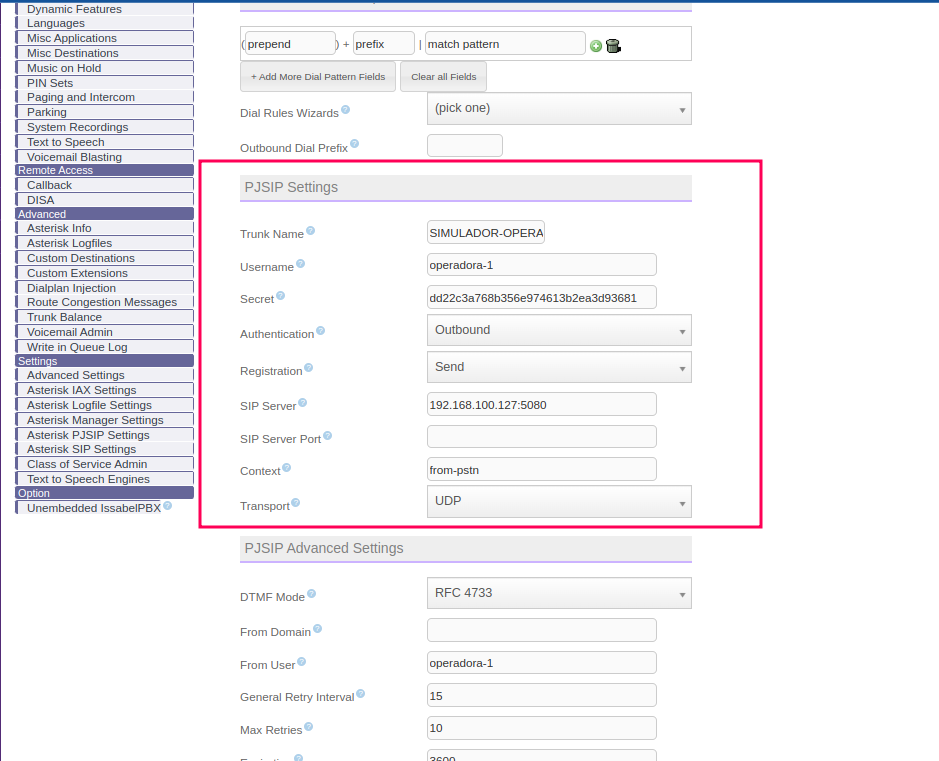 Dynamic Features
Languages
Misc Applications
Misc Destinations
Music on Hold
PIN Sets
Paging and Intercom
Parking
System Recordings
Text to Speech
Voicemail Blasting
Remote Access
Callback
DISA
Advanced
Asterisk Info
Asterisk Logfiles
Custom Destinations
Custom Extensions
Dialplan Injection
Route Congestion Messages
Trunk Balance
Voicemail Admin
Write in Queue Log
Settings
Advanced Settings
Asterisk IAX Settings
Asterisk Logfile Settings
Asterisk Manager Settings
Asterisk PJSIP Settings
Asterisk SIP Settings
Class of Service Admin
Text to Speech Engines
Option
Unembedded IssabelPBX ?
(prepend) + prefix | match pattern
+ Add More Dial Pattern Fields Clear all Fields
Dial Rules Wizards ? (pick one)
Outbound Dial Prefix ?
PJSIP Settings
Trunk Name ? SIMULADOR-OPERA
Username ? operadora-1
Secret ? dd22c3a768b356e974613b2ea3d93681
Authentication ? Outbound
Registration ? Send
SIP Server ? 192.168.100.127:5080
SIP Server Port ?
Context ? from-pstn
Transport ? UDP
PJSIP Advanced Settings
DTMF Mode ? RFC 4733
From Domain ?
From User ? operadora-1
General Retry Interval ? 15
Max Retries ? 10
3600